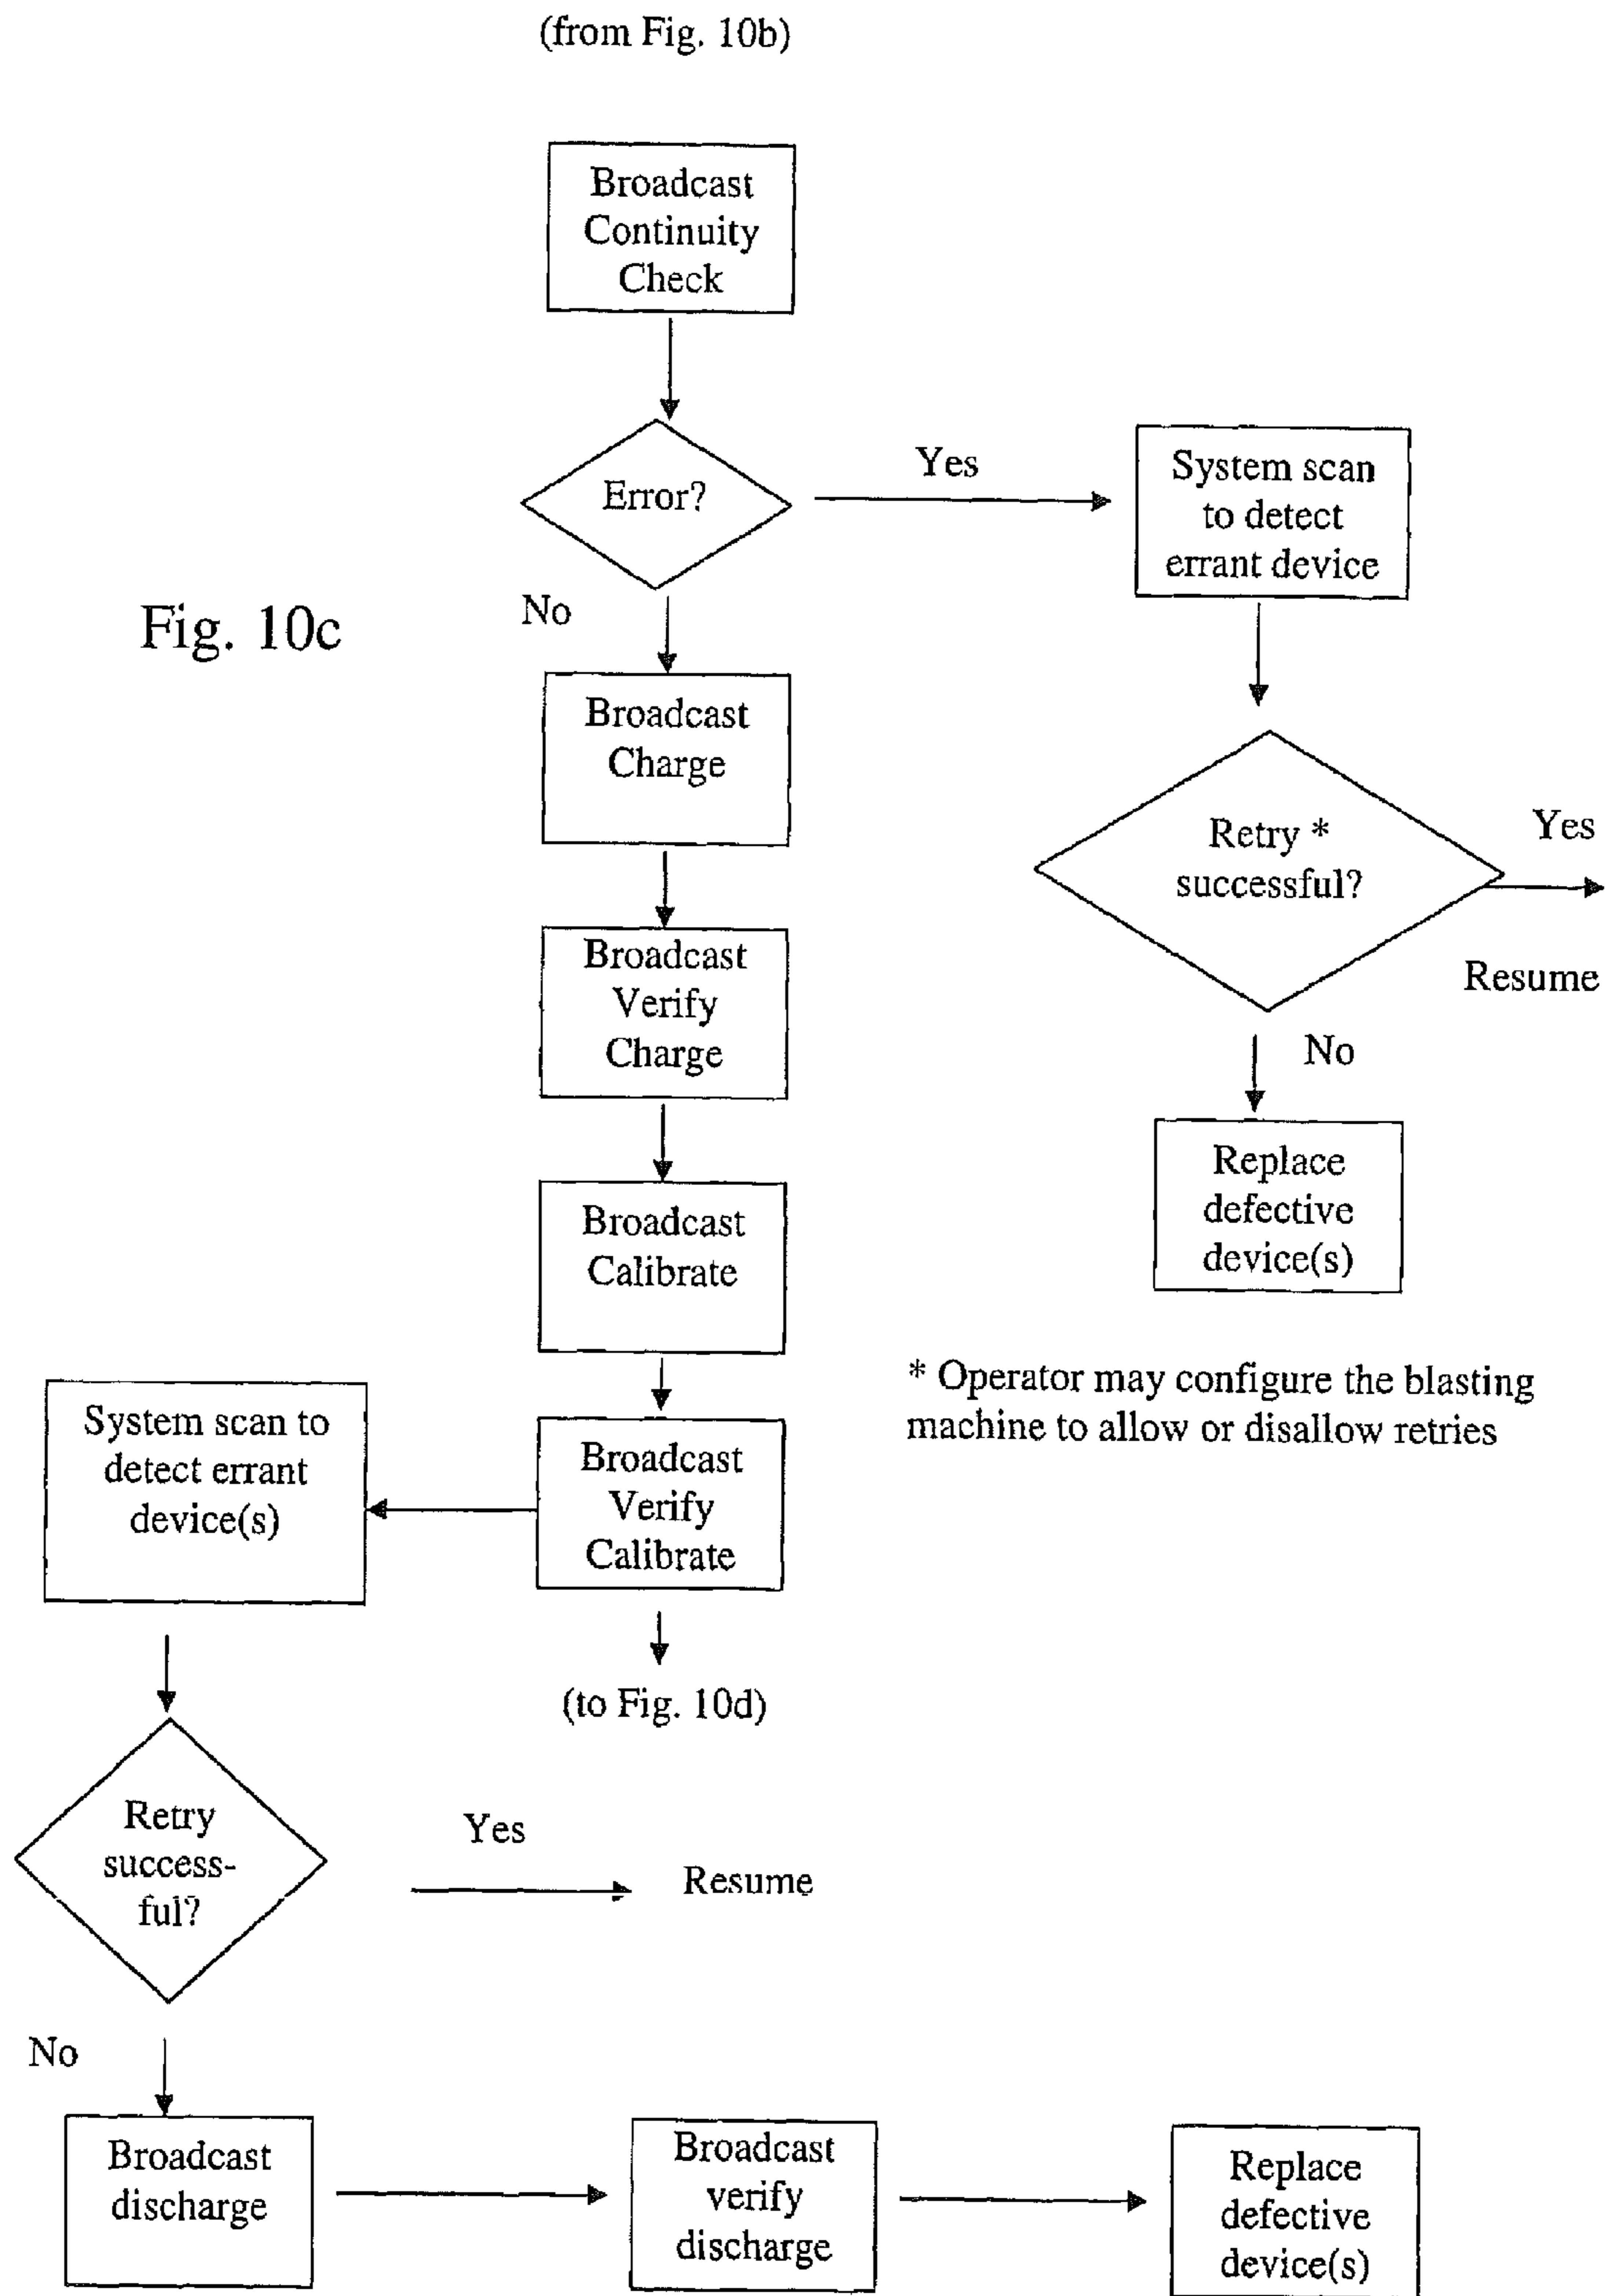 (from Fig. 10b)
Broadcast
Continuity
Check
Error?
Yes
System scan
to detect
errant device
No
Fig. 10c
Broadcast
Charge
Retry *
successful?
Yes
Resume
Broadcast
Verify
Charge
No
Replace
defective
device(s)
Broadcast
Calibrate
* Operator may configure the blasting
machine to allow or disallow retries
System scan to
detect errant
device(s)
Broadcast
Verify
Calibrate
(to Fig. 10d)
Retry
success-
ful?
Yes
Resume
No
Broadcast
discharge
Broadcast
verify
discharge
Replace
defective
device(s)